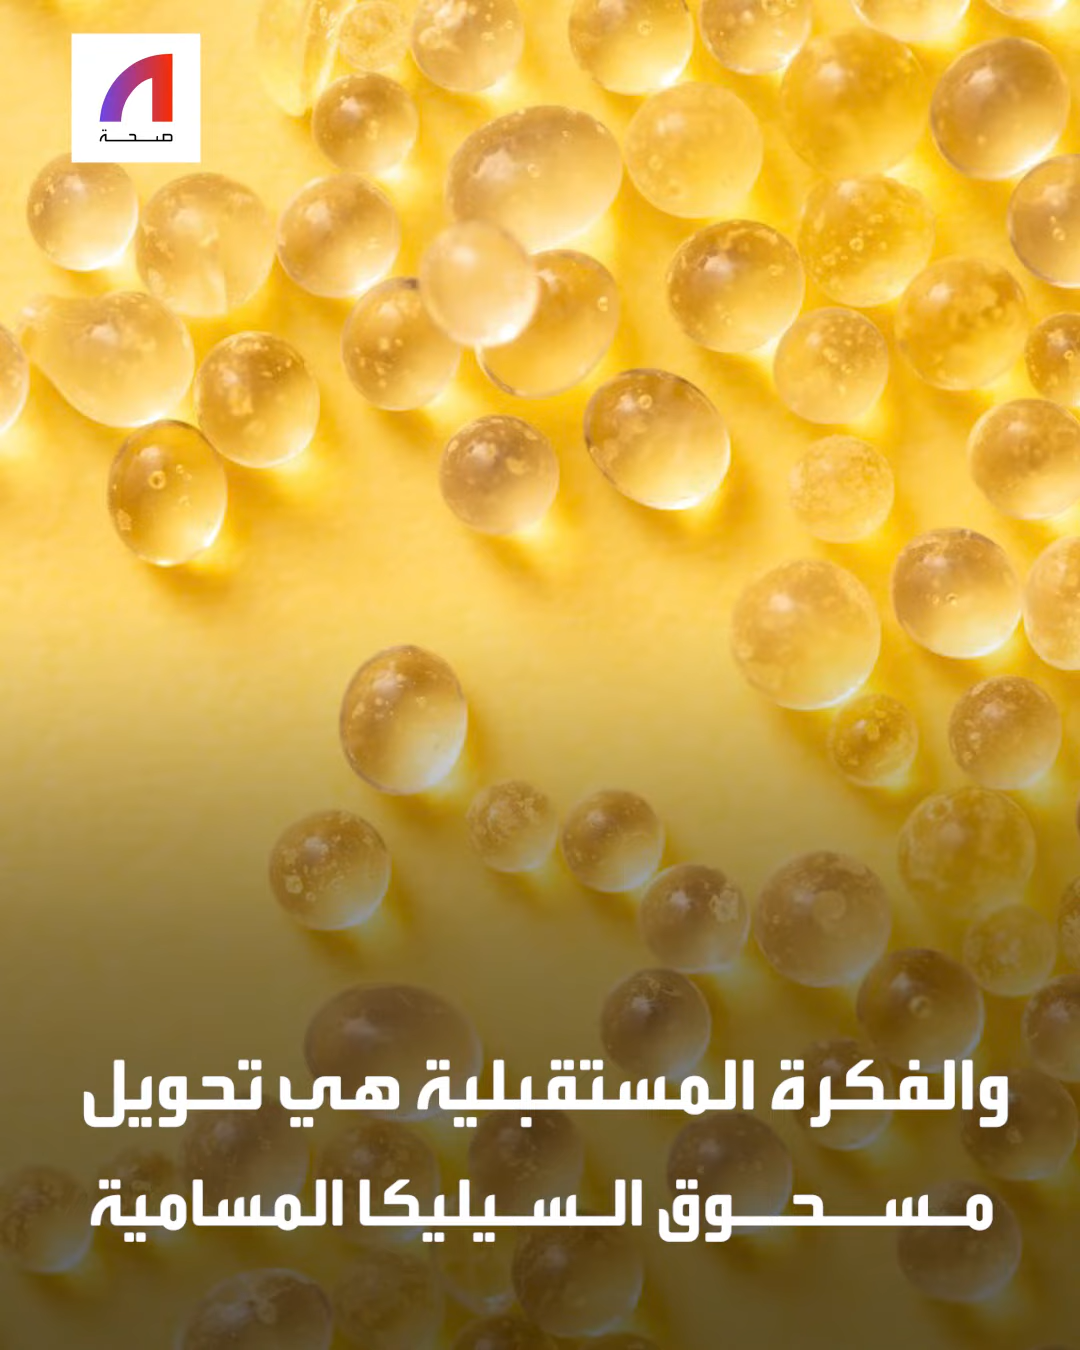 صحة
والفكرة المستقبلية هي تحويل
مسحوق السيليكا المسامية